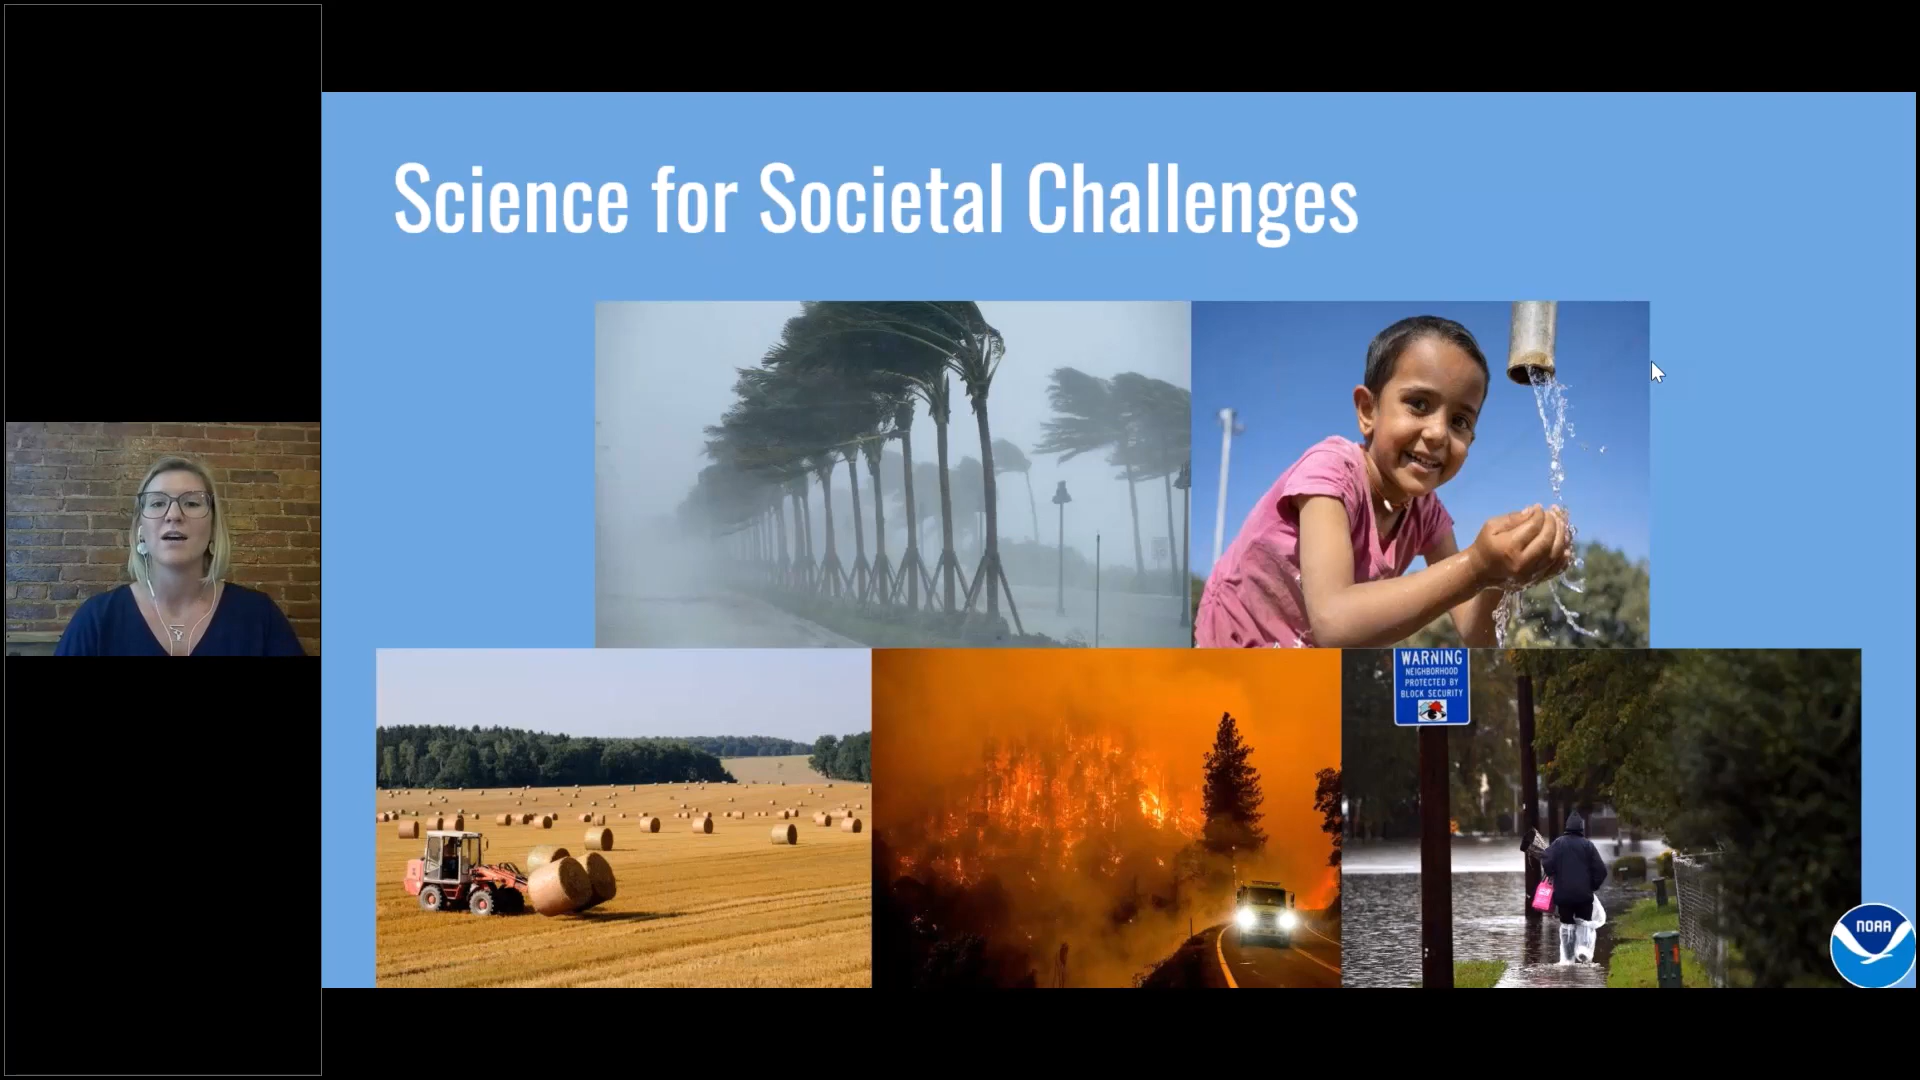 Science for Societal Challenges
WARNING
NEIGHBORHOOD
PROTECTED BY
BLOCK SECURITY
NOAA